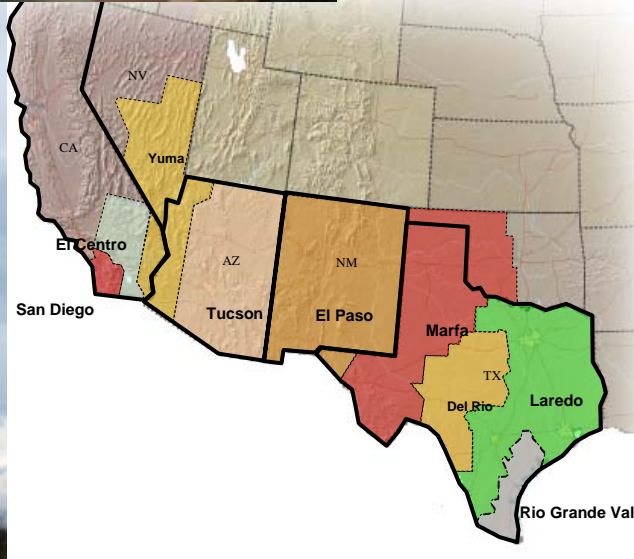 NV
CA
Yuma
El Centro
AZ
NM
San Diego
Tucson
El Paso
Marfa
TX
Del Rio
Laredo
Rio Grande Val